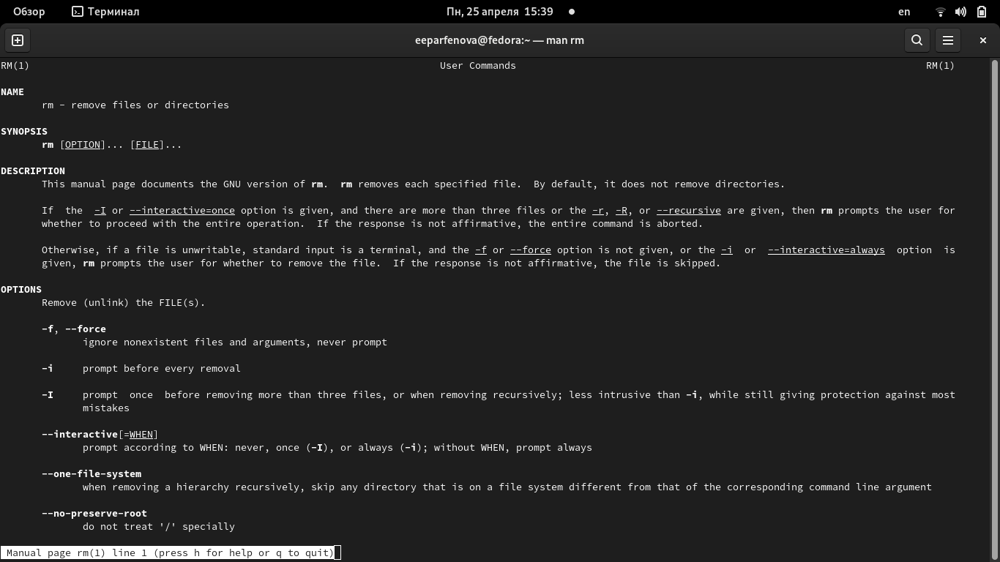 Обзор Терминал Пн, 25 апреля 15:39 en
eeparfenova@fedora:~ — man rm
RM(1) User Commands RM(1)
NAME
rm - remove files or directories
SYNOPSIS
rm [OPTION]... [FILE]...
DESCRIPTION
This manual page documents the GNU version of rm. rm removes each specified file. By default, it does not remove directories.
If the -I or --interactive=once option is given, and there are more than three files or the -r, -R, or --recursive are given, then rm prompts the user for
whether to proceed with the entire operation. If the response is not affirmative, the entire command is aborted.
Otherwise, if a file is unwritable, standard input is a terminal, and the -f or --force option is not given, or the -i or --interactive=always option is
given, rm prompts the user for whether to remove the file. If the response is not affirmative, the file is skipped.
OPTIONS
Remove (unlink) the FILE(s).
-f, --force
ignore nonexistent files and arguments, never prompt
-i prompt before every removal
-I prompt once before removing more than three files, or when removing recursively; less intrusive than -i, while still giving protection against most
mistakes
--interactive[=WHEN]
prompt according to WHEN: never, once (-I), or always (-i); without WHEN, prompt always
--one-file-system
when removing a hierarchy recursively, skip any directory that is on a file system different from that of the corresponding command line argument
--no-preserve-root
do not treat '/' specially
Manual page rm(1) line 1 (press h for help or q to quit)